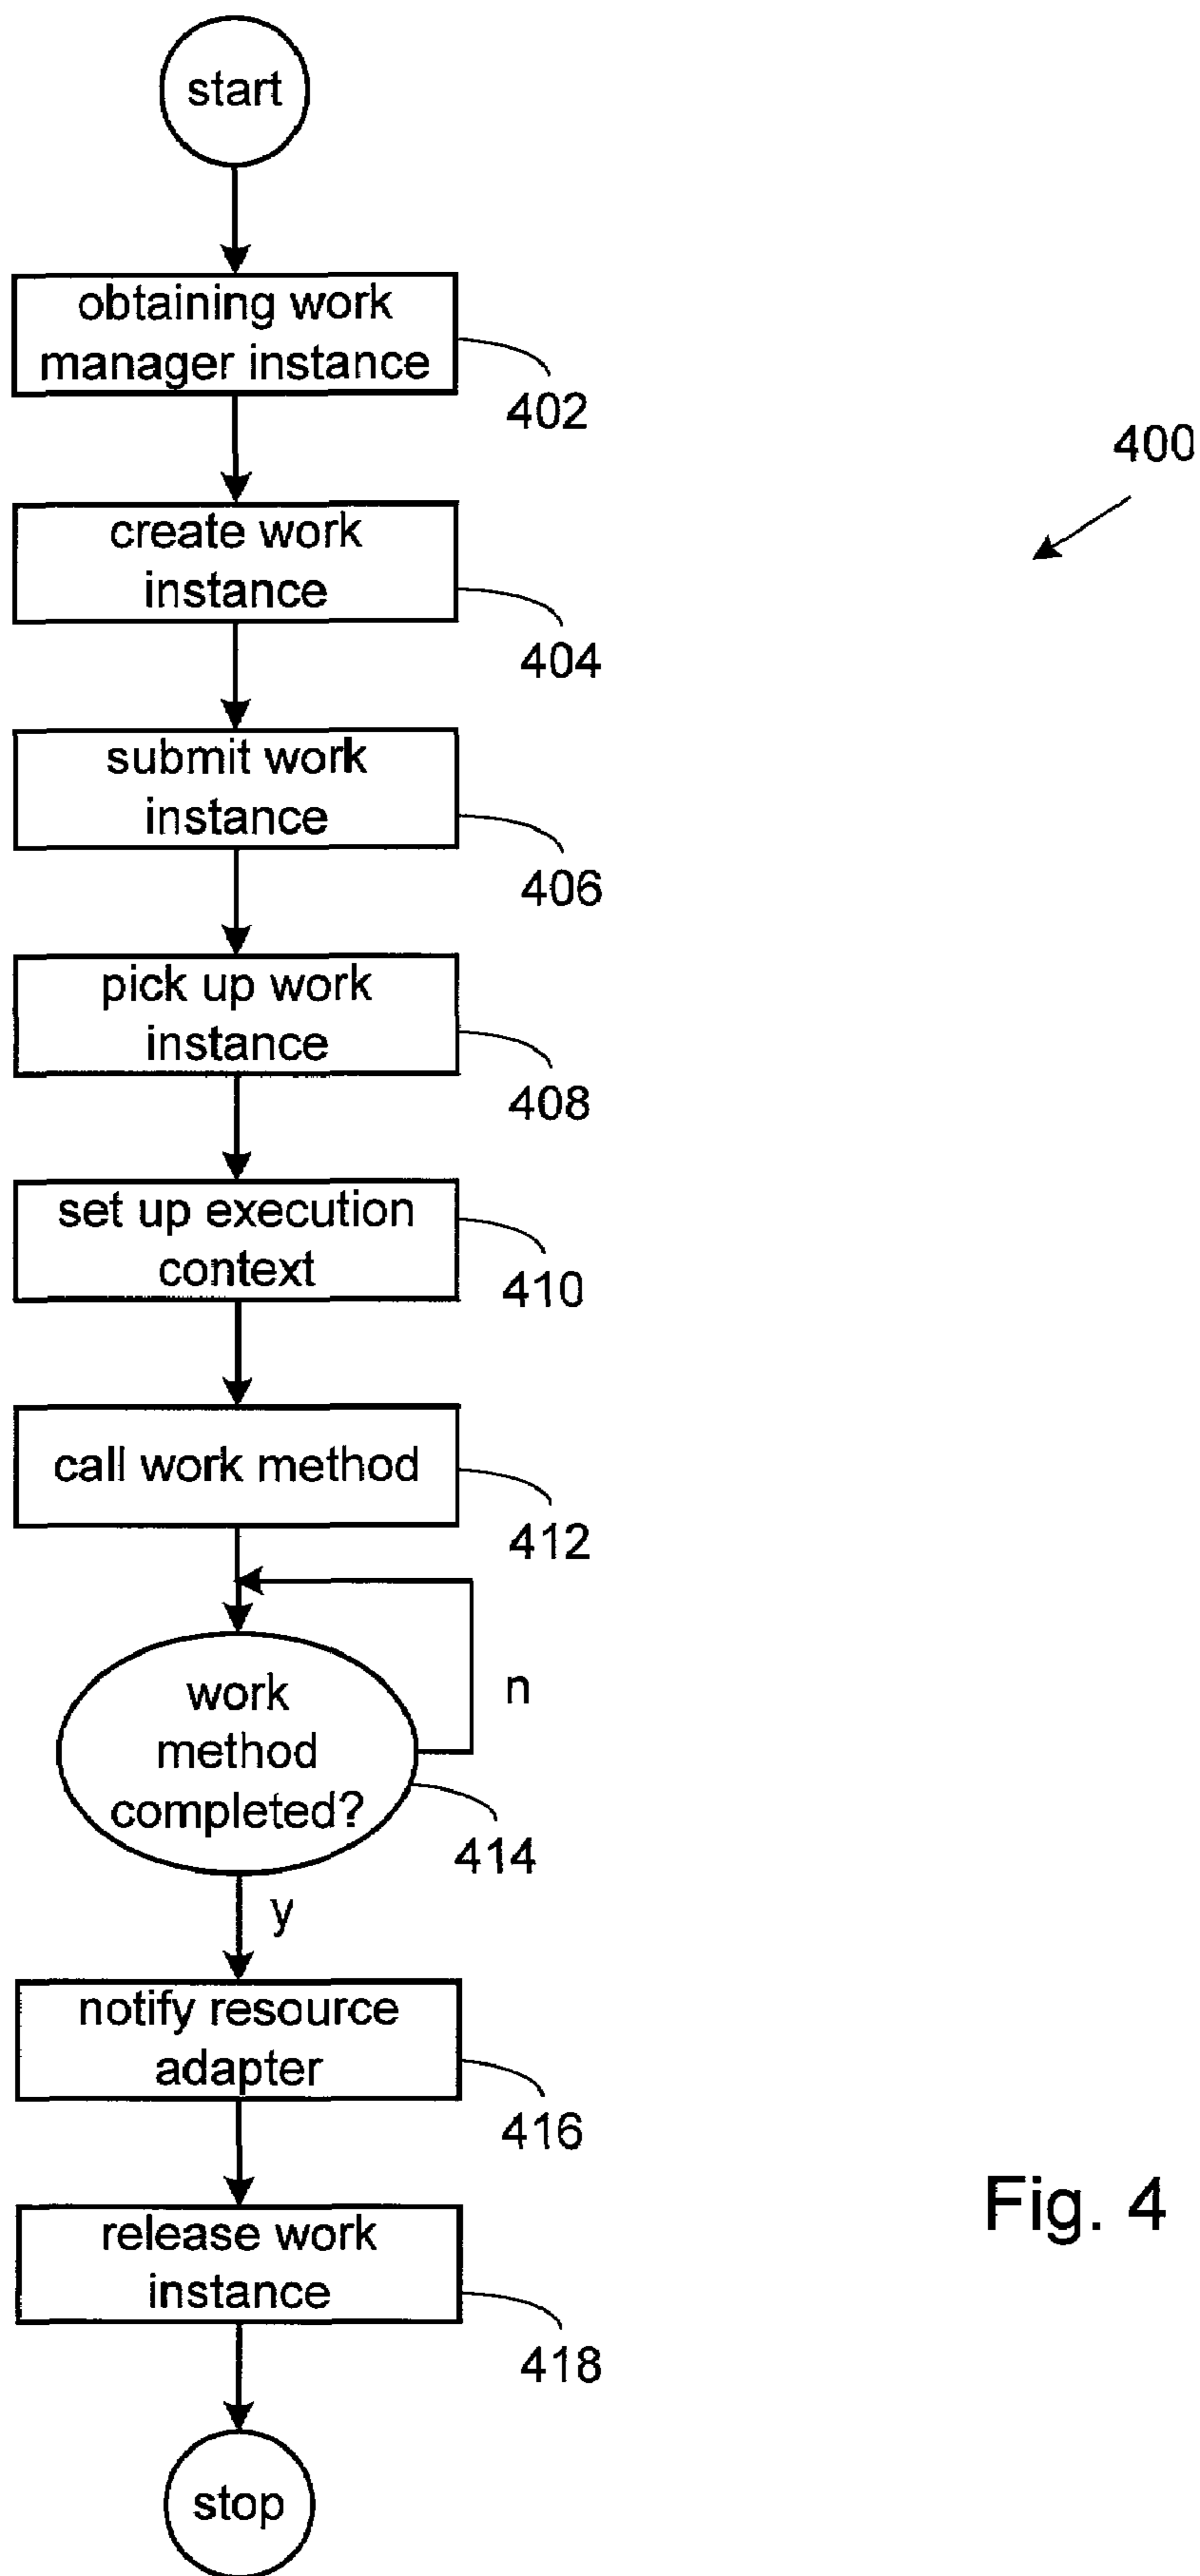 start
obtaining work
manager instance
402
400
create work
instance
404
submit work
instance
406
pick up work
instance
408
set up execution
context
410
call work method
412
n
work
method
completed?
414
y
notify resource
adapter
416
Fig. 4
release work
instance
418
stop